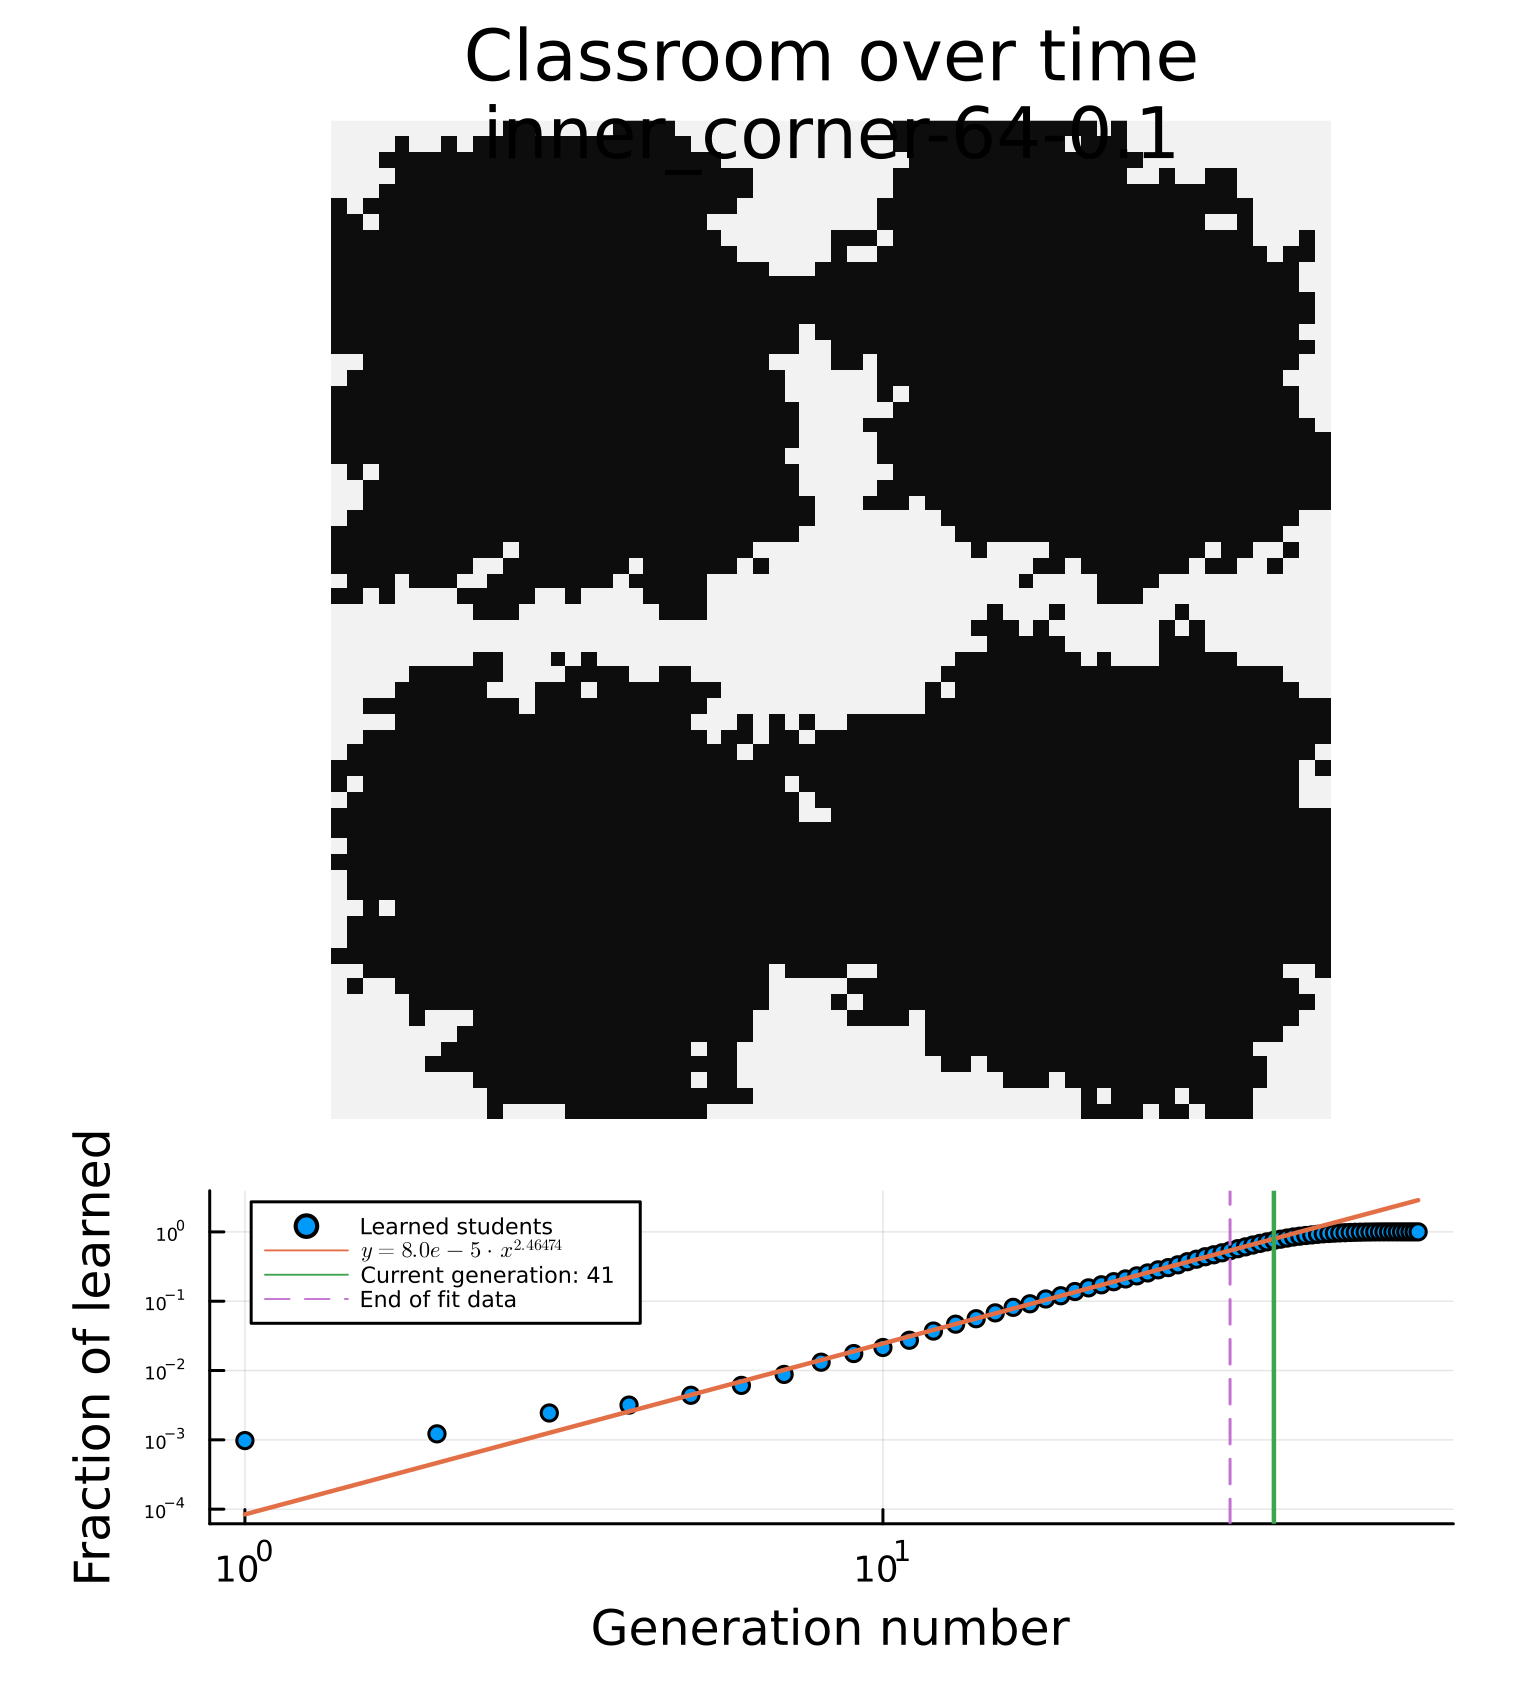 Classroom over time
inner_corner-64-0.1
Fraction of learned
10^0
10^−1
10^−2
10^−3
10^−4
Learned students
y = 8.0e − 5 · x^2.46474
Current generation: 41
End of fit data
10^0
10^1
Generation number